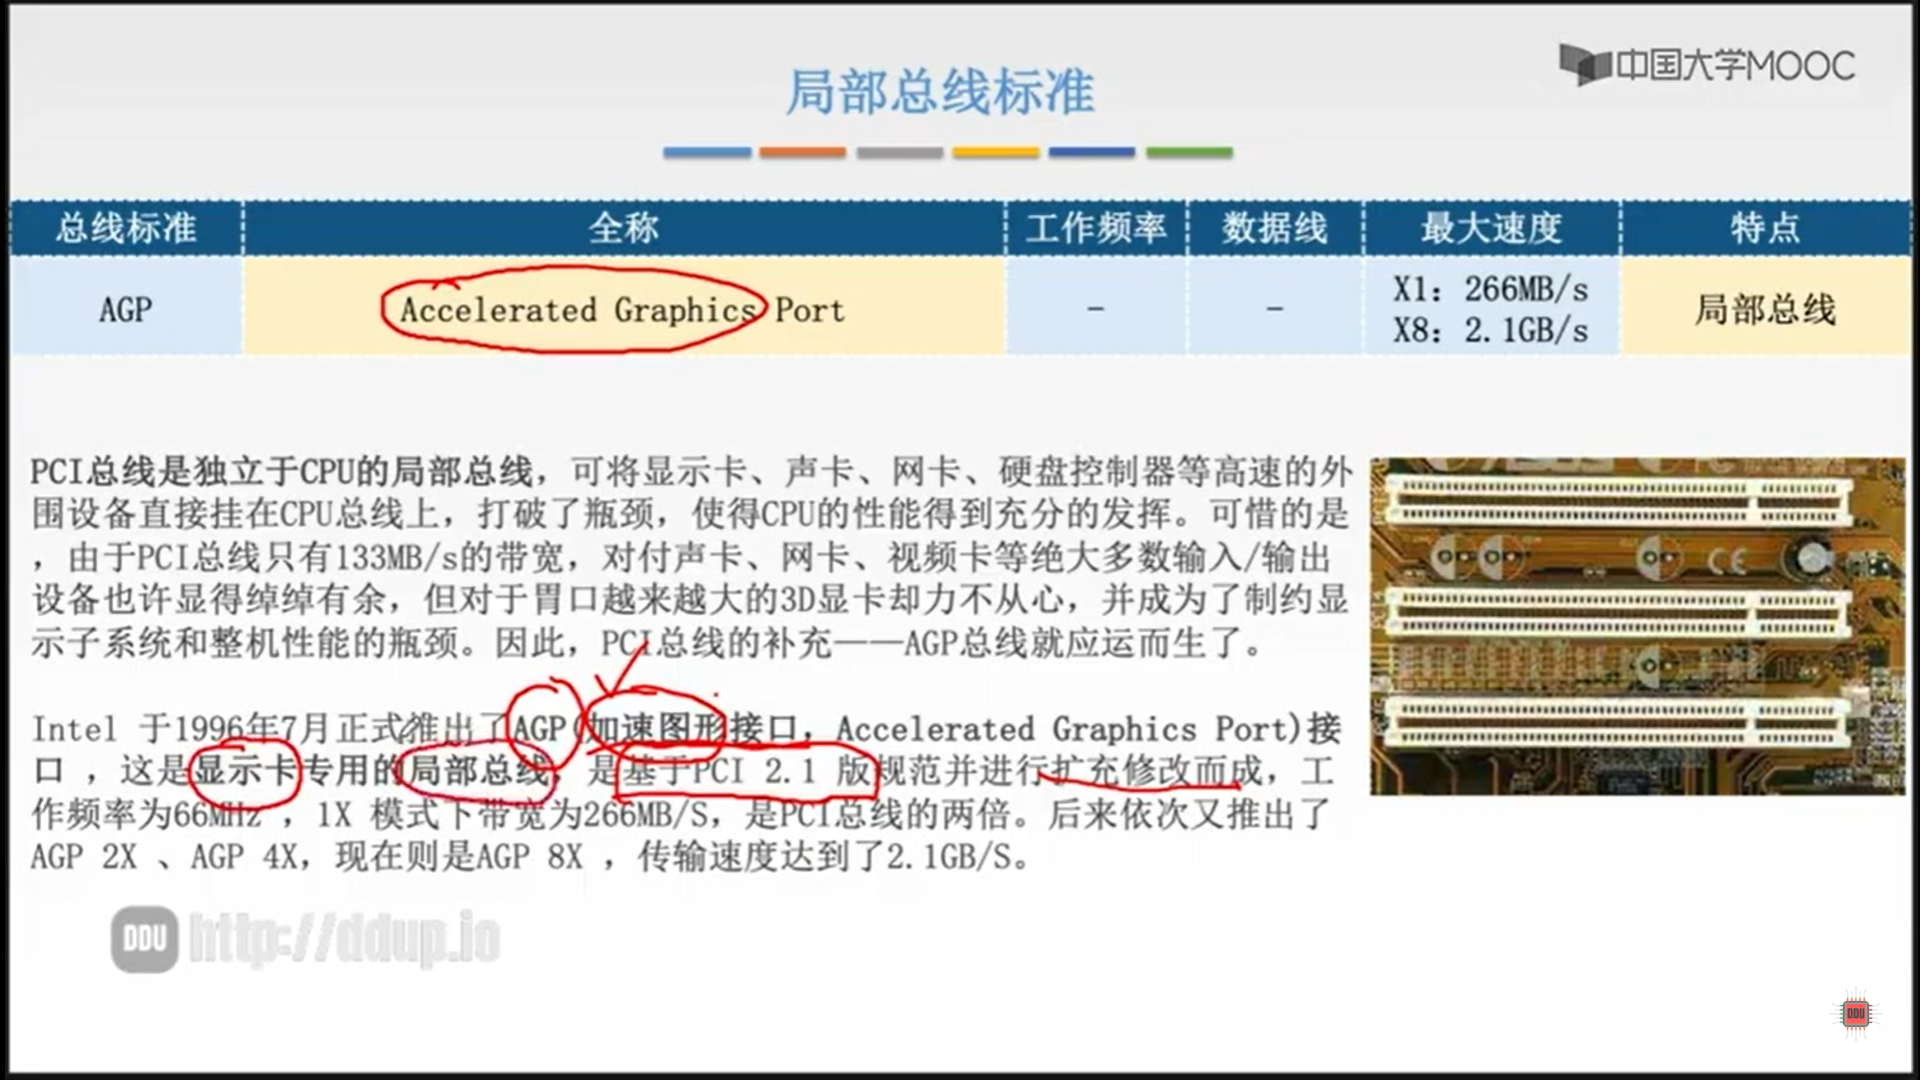 中国大学MOOC
局部总线标准
总线标准 全称 工作频率 数据线 最大速度 特点
AGP Accelerated Graphics Port - - X1: 266MB/s 局部总线
X8: 2.1GB/s
PCI总线是独立于CPU的局部总线，可将显示卡、声卡、网卡、硬盘控制器等高速的外
围设备直接挂在CPU总线上，打破了瓶颈，使得CPU的性能得到充分的发挥。可惜的是
，由于PCI总线只有133MB/s的带宽，对付声卡、网卡、视频卡等绝大多数输入/输出
设备也许显得绰绰有余，但对于胃口越来越大的3D显卡却力不从心，并成为了制约显
示子系统和整机性能的瓶颈。因此，PCI总线的补充——AGP总线就应运而生了。
Intel 于1996年7月正式推出了AGP(加速图形接口，Accelerated Graphics Port)接
口 ，这是显示卡专用的局部总线，是基于PCI 2.1 版规范并进行扩充修改而成，工
作频率为66MHz ，1X 模式下带宽为266MB/S，是PCI总线的两倍。后来依次又推出了
AGP 2X 、AGP 4X，现在则是AGP 8X ，传输速度达到了2.1GB/S。
DDU http://ddup.io
DDU